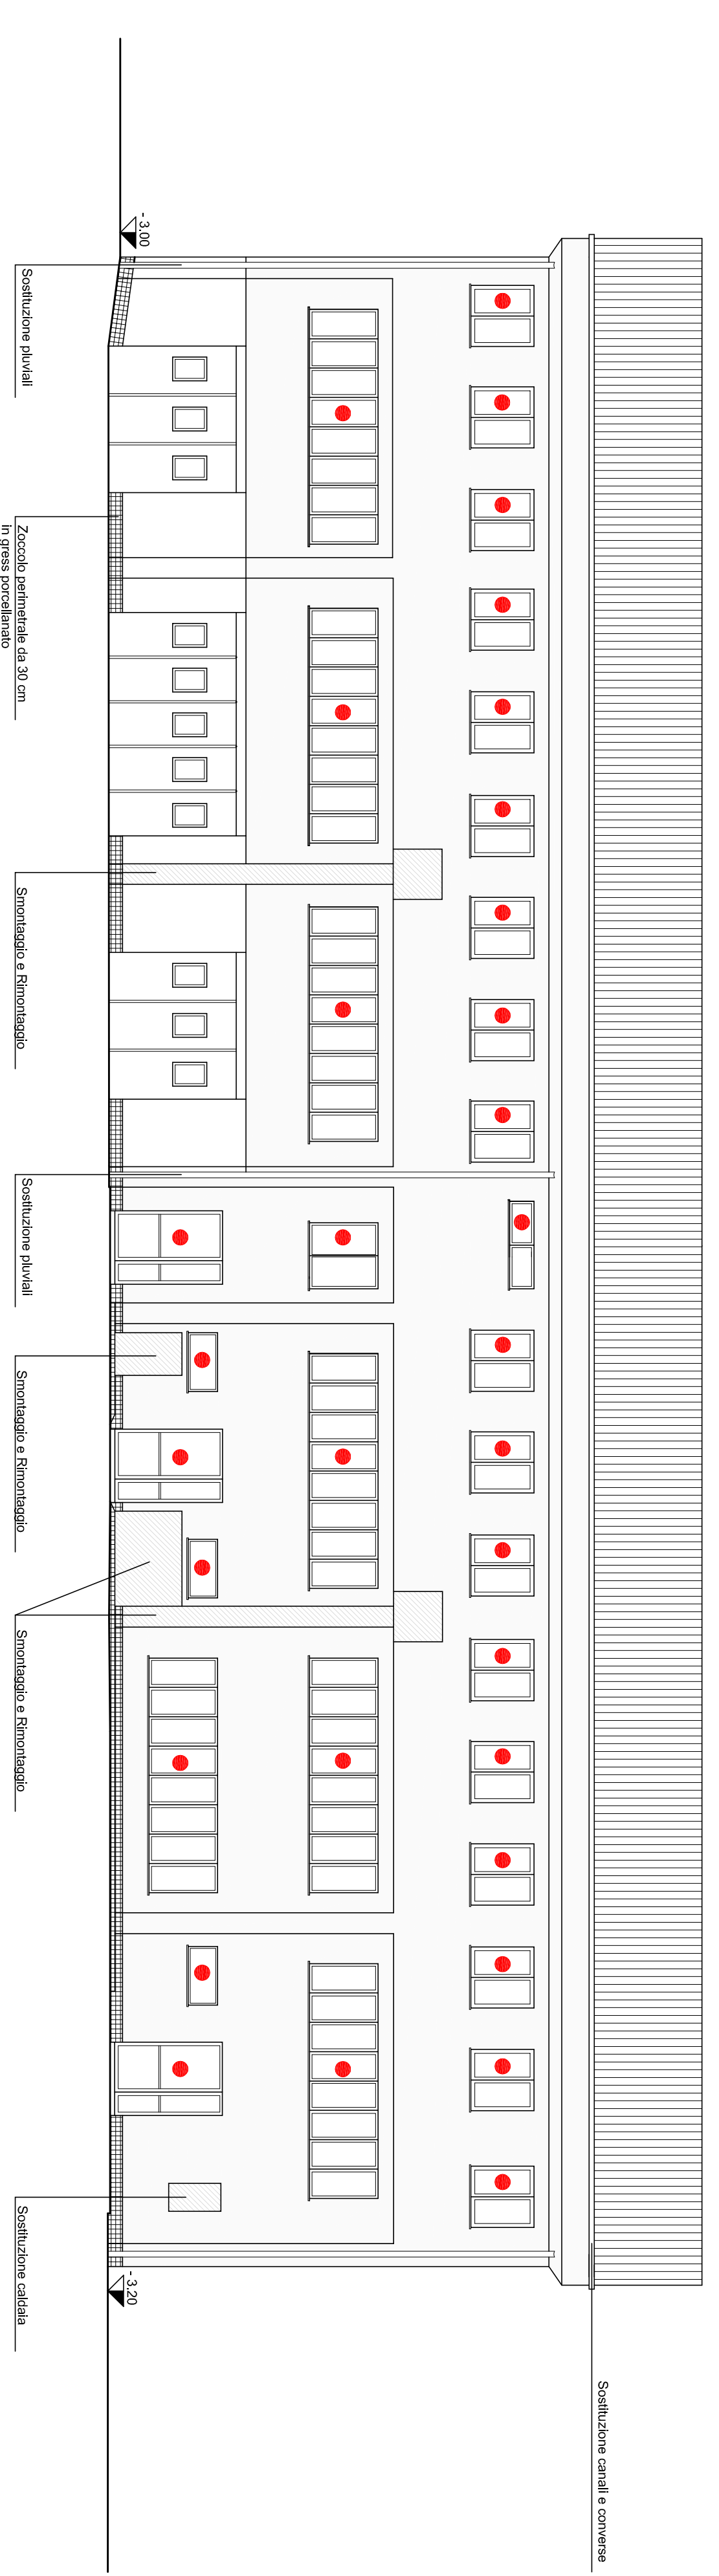 - 3.00
Sostituzione pluviali
Zoccolo perimetrale da 30 cm
in gress porcellanato
Smontaggio e Rimontaggio
Sostituzione pluviali
Smontaggio e Rimontaggio
Smontaggio e Rimontaggio
Sostituzione caldaia
- 3.20
Sostituzione canali e converse